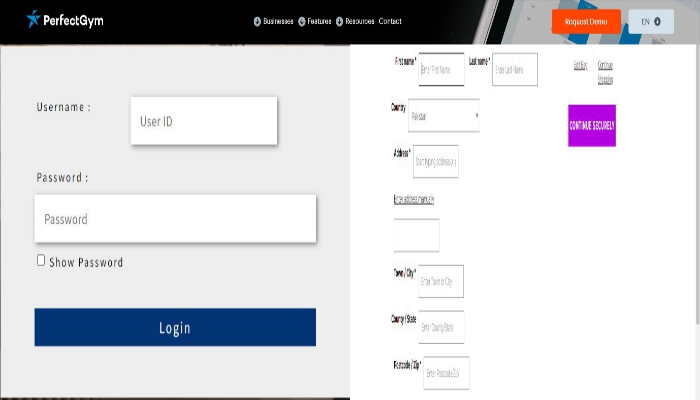 PerfectGym
Businesses Features Resources Contact
Request Demo
EN
Username :
User ID
Password :
Password
Show Password
Login
First name *
Enter First Name
Last name *
Enter Last Name
Edit Bag
Continue
Shopping
Country
Pakistan
CONTINUE SECURELY
Address *
Start typing address or p
Enter address manually
Town / City *
Enter Town or City
County / State
Enter County/State
Postcode / Zip *
Enter Postcode/Zip